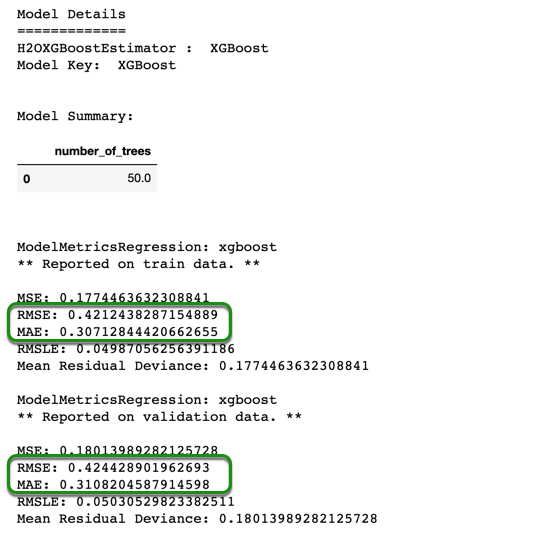 Model Details
=============
H2OXGBoostEstimator :  XGBoost
Model Key:  XGBoost
Model Summary:
number_of_trees
0 50.0
ModelMetricsRegression: xgboost
** Reported on train data. **
MSE: 0.1774463632308841
RMSE: 0.4212438287154889
MAE: 0.30712844420662655
RMSLE: 0.04987056256391186
Mean Residual Deviance: 0.1774463632308841
ModelMetricsRegression: xgboost
** Reported on validation data. **
MSE: 0.18013989282125728
RMSE: 0.424428901962693
MAE: 0.3108204587914598
RMSLE: 0.05030529823382511
Mean Residual Deviance: 0.18013989282125728